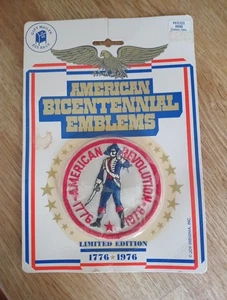 AMERICAN
BICENTENNIAL
EMBLEMS
AMERICAN REVOLUTION
1776 1976
LIMITED EDITION
1776 ★ 1976